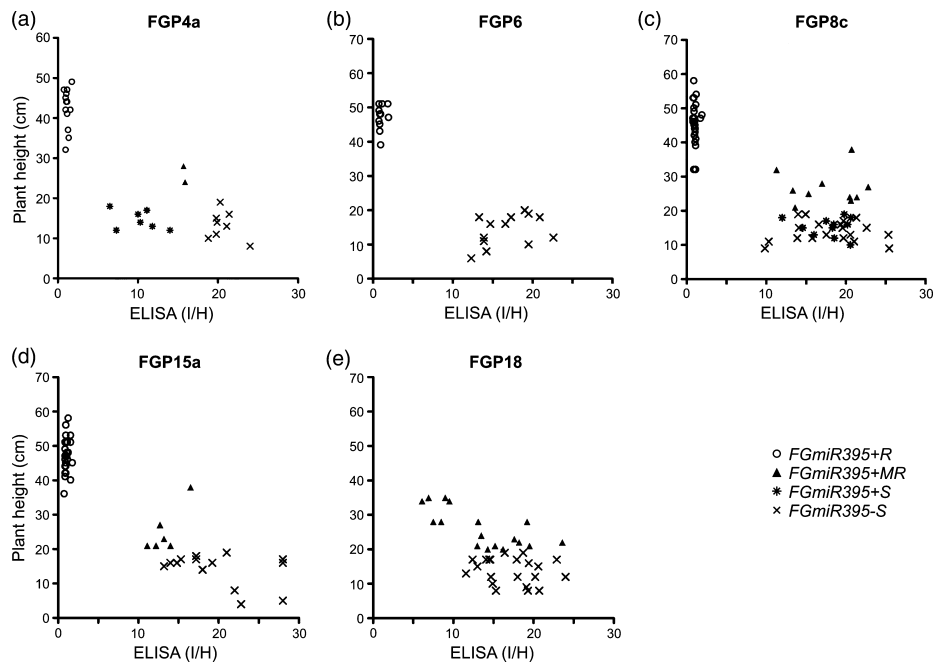 (a) FGP4a
Plant height (cm)
60
50
40
30
20
10
0
0 10 20 30
ELISA (I/H)
(b) FGP6
70
60
50
40
30
20
10
0
0 10 20 30
ELISA (I/H)
(c) FGP8c
70
60
50
40
30
20
10
0
0 10 20 30
ELISA (I/H)
(d) FGP15a
Plant height (cm)
70
60
50
40
30
20
10
0
0 10 20 30
ELISA (I/H)
(e) FGP18
70
60
50
40
30
20
10
0
0 10 20 30
ELISA (I/H)
FGmiR395+R
FGmiR395+MR
FGmiR395+S
FGmiR395-S